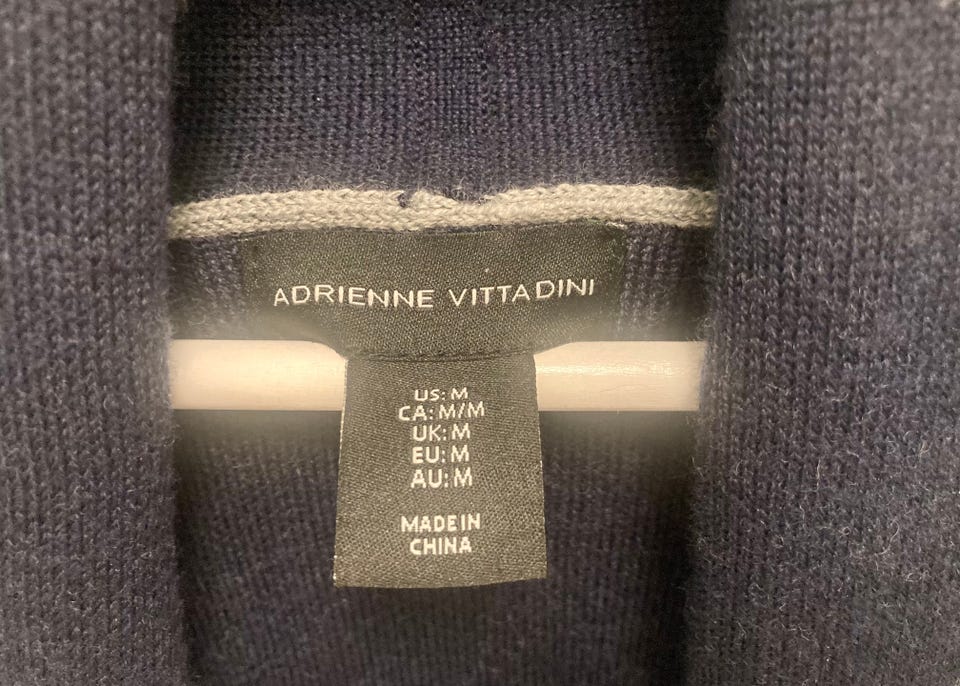 ADRIENNE VITTADINI
US: M
CA: M/M
UK: M
EU: M
AU: M
MADE IN
CHINA